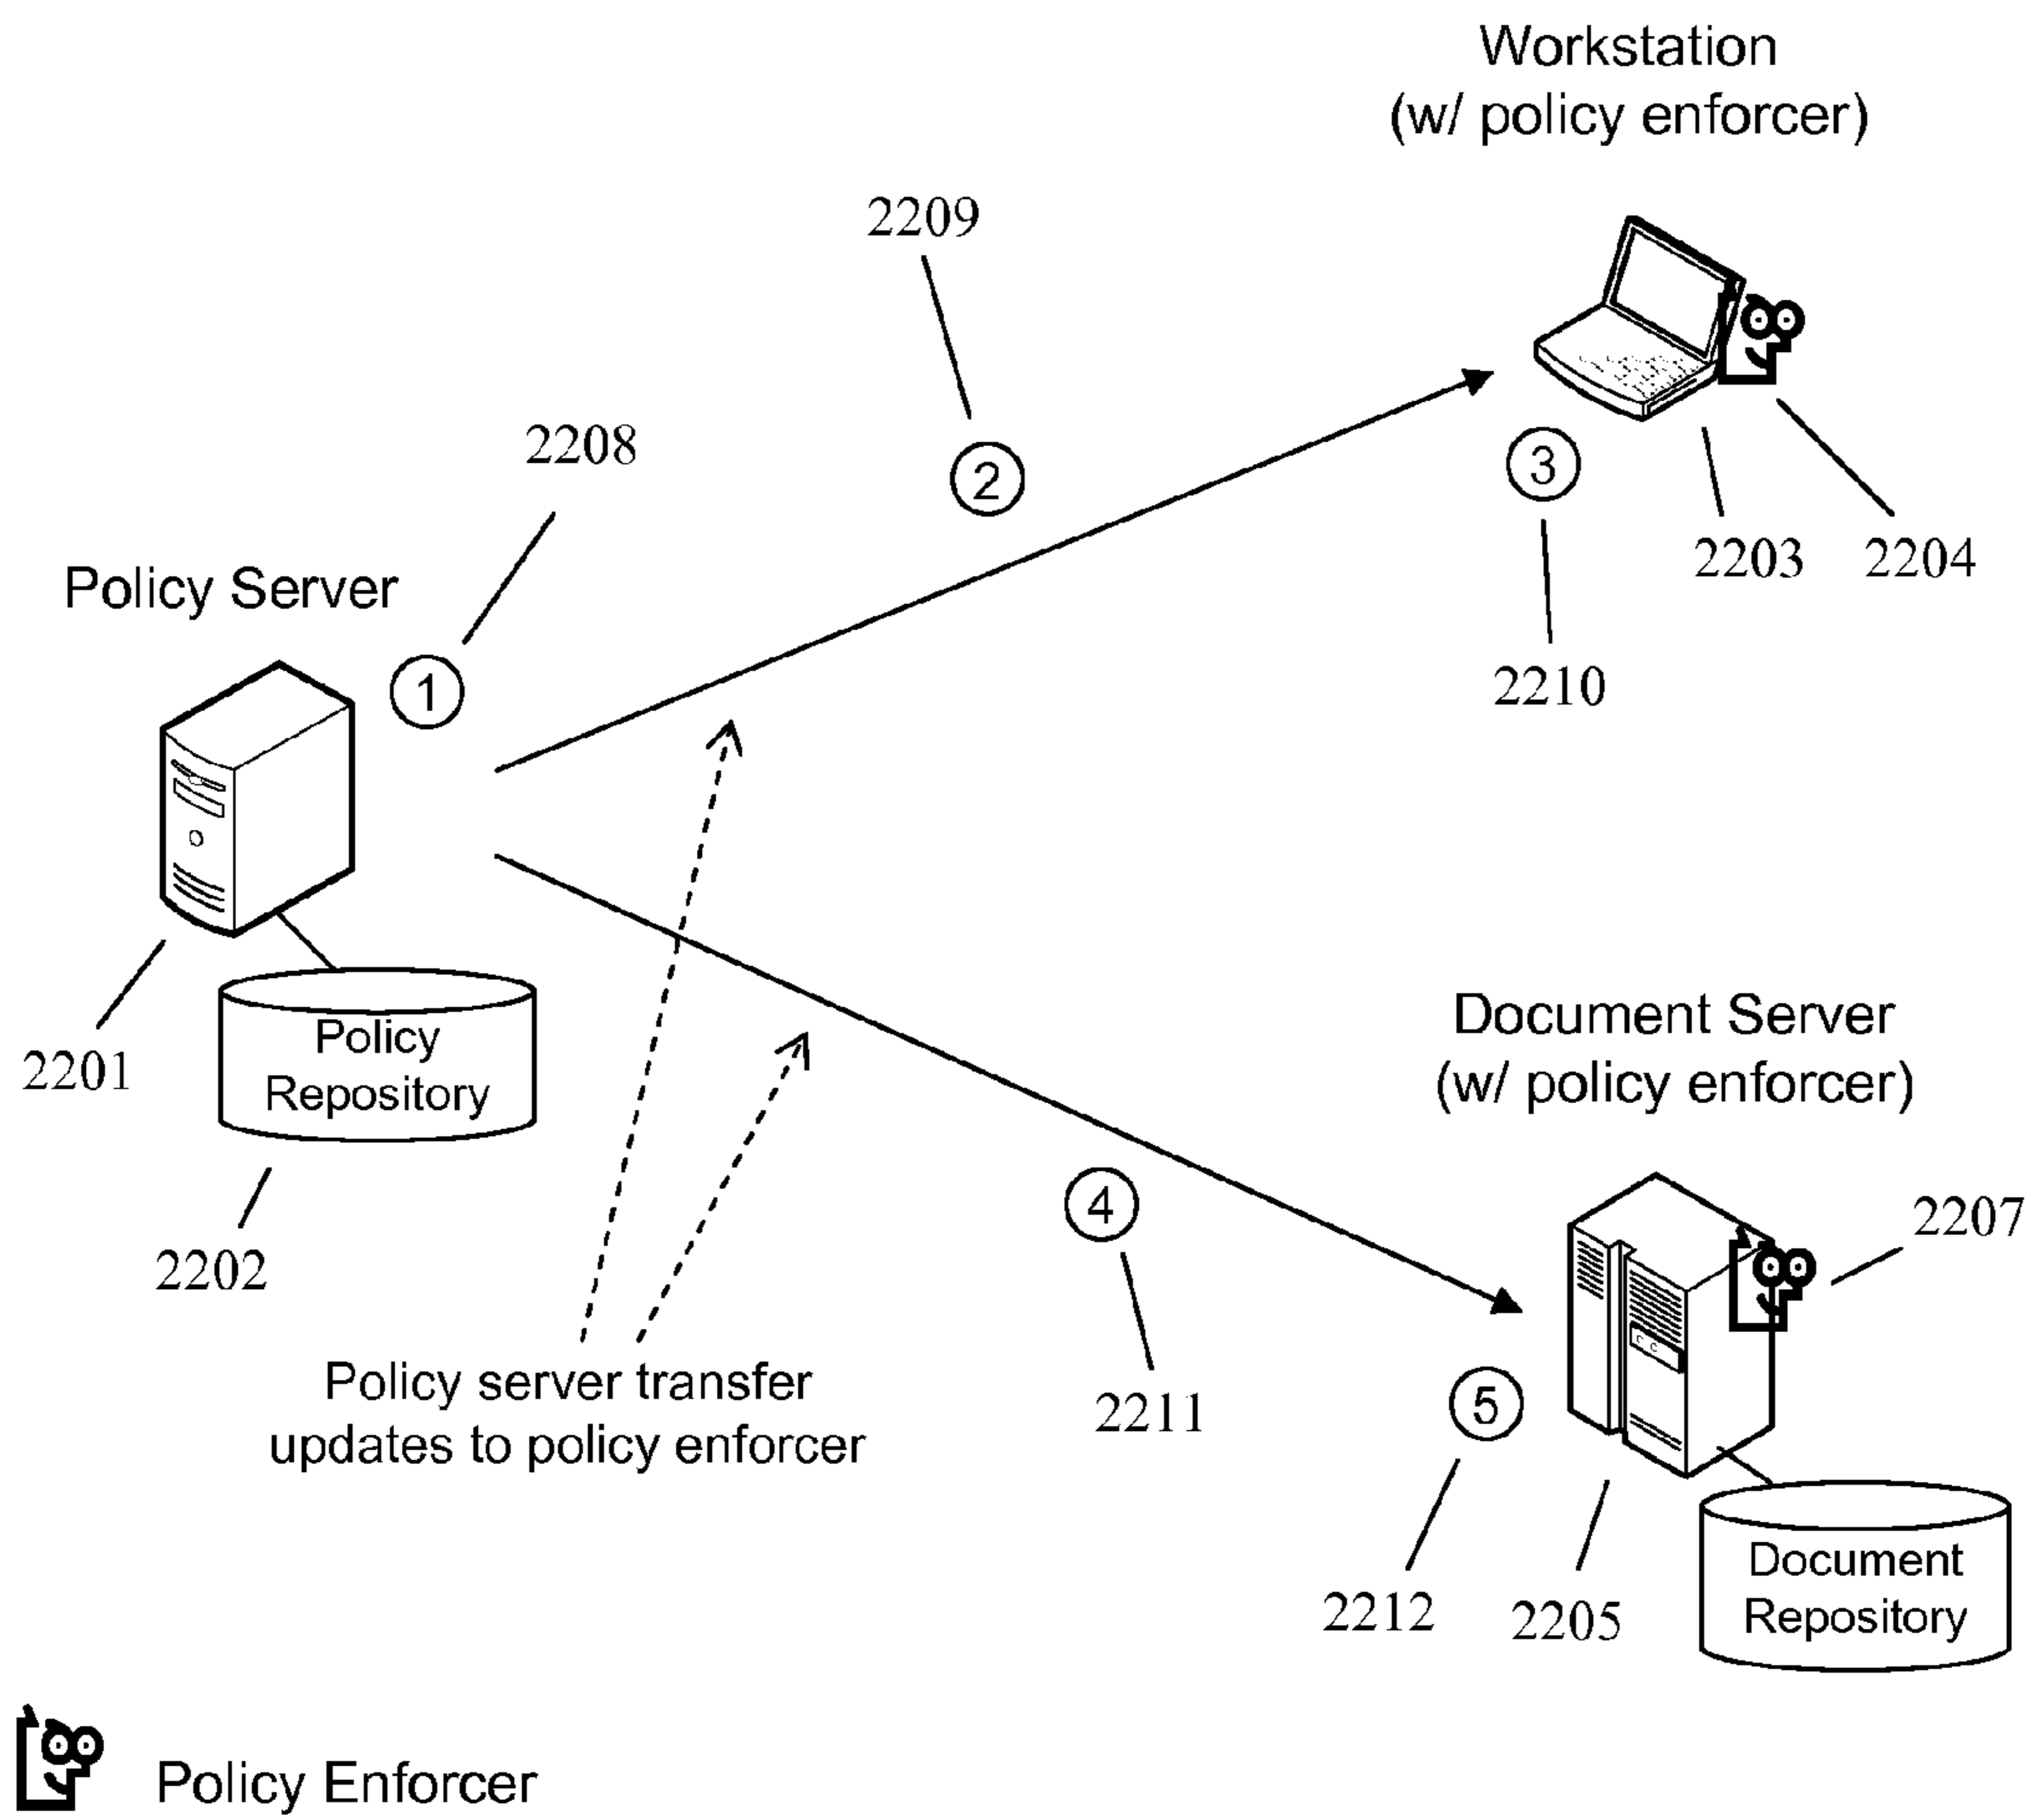 Workstation
(w/ policy enforcer)
2209
2208
2
3
2203
2204
Policy Server
1
2210
Document Server
(w/ policy enforcer)
Policy
Repository
2201
2202
4
2207
Policy server transfer
updates to policy enforcer
2211
5
2212
2205
Document
Repository
Policy Enforcer